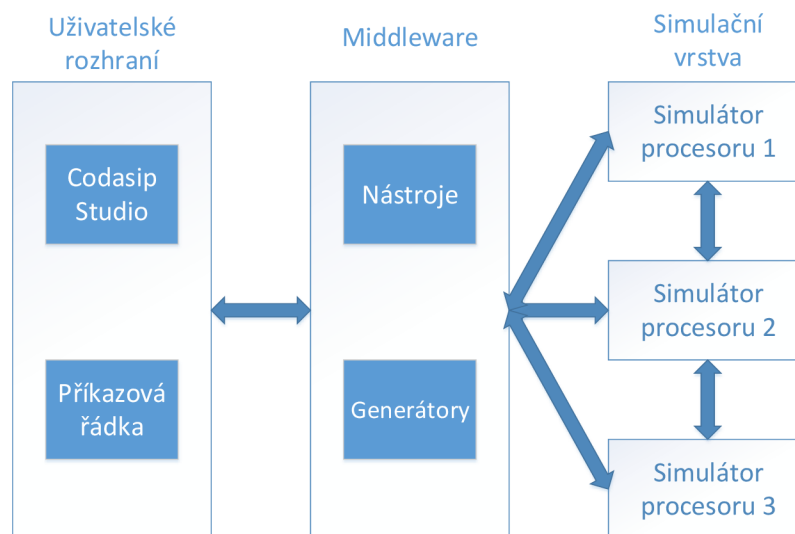 Uživatelské
rozhraní
Codasip
Studio
Příkazová
řádka
Middleware
Nástroje
Generátory
Simulační
vrstva
Simulátor
procesoru 1
Simulátor
procesoru 2
Simulátor
procesoru 3